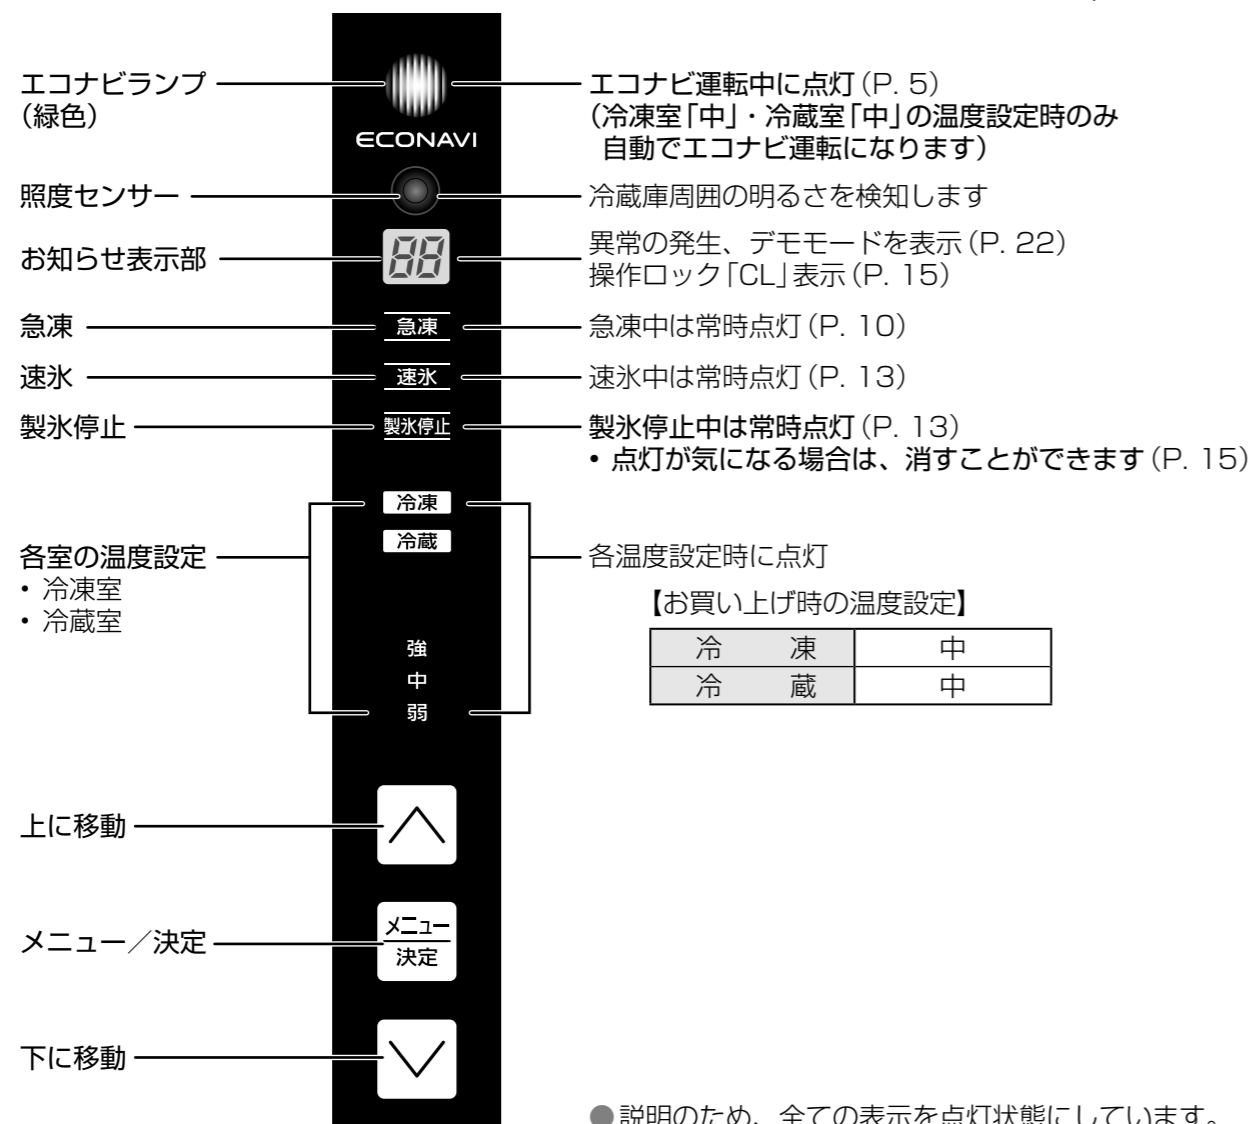 エコナビランプ
(緑色)
ECONAVI
エコナビ運転中に点灯(P. 5)
(冷凍室「中」・冷蔵室「中」の温度設定時のみ
自動でエコナビ運転になります)
照度センサー
冷蔵庫周囲の明るさを検知します
お知らせ表示部
88
異常の発生、デモモードを表示(P. 22)
操作ロック「CL」表示(P. 15)
急凍
急凍
急凍中は常時点灯(P. 10)
速氷
速氷
速氷中は常時点灯(P. 13)
製氷停止
製氷停止
製氷停止中は常時点灯(P. 13)
• 点灯が気になる場合は、消すことができます(P. 15)
各室の温度設定
• 冷凍室
• 冷蔵室
冷凍
冷蔵
強
中
弱
各温度設定時に点灯
【お買い上げ時の温度設定】
冷 凍 中
冷 蔵 中
上に移動
メニュー/決定
メニュー
決定
下に移動
●説明のため、全ての表示を点灯状態にしています。